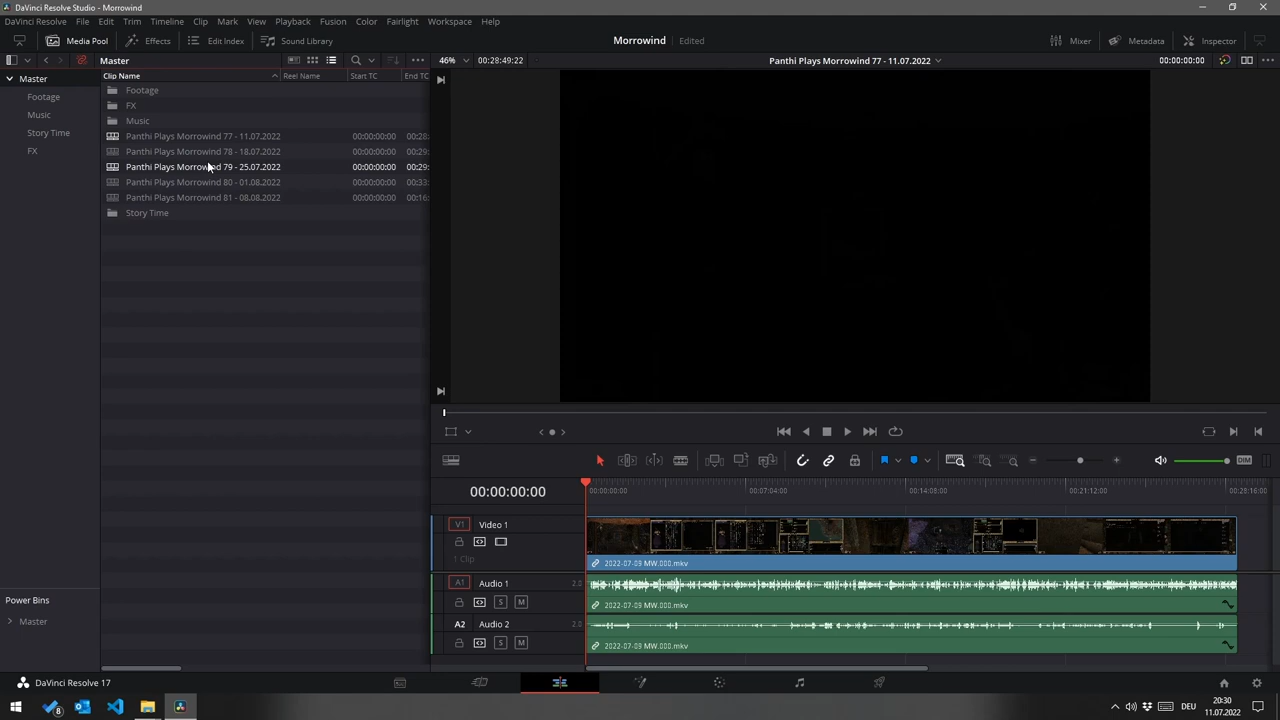 DaVinci Resolve Studio - Morrowind
DaVinci Resolve File Edit Trim Timeline Clip Mark View Playback Fusion Color Fairlight Workspace Help
Media Pool Effects Edit Index Sound Library Morrowind Edited Mixer Metadata Inspector
Master 46% 00:28:49:22 Panthi Plays Morrowind 77 - 11.07.2022 00:00:00:00
Master
Footage
Music
Story Time
FX
Clip Name Reel Name Start TC End TC
Footage
FX
Music
Panthi Plays Morrowind 77 - 11.07.2022 00:00:00:00 00:28:
Panthi Plays Morrowind 78 - 18.07.2022 00:00:00:00 00:29:
Panthi Plays Morrowind 79 - 25.07.2022 00:00:00:00 00:29:
Panthi Plays Morrowind 80 - 01.08.2022 00:00:00:00 00:33:
Panthi Plays Morrowind 81 - 08.08.2022 00:00:00:00 00:16:
Story Time
DIM
00:00:00:00
00:00:00:00 00:07:04:00 00:14:08:00 00:21:12:00 00:28:16:00
V1 Video 1
1 Clip
2022-07-09 MW.000.mkv
A1 Audio 1 2.0
S M
2022-07-09 MW.000.mkv
A2 Audio 2 2.0
S M
2022-07-09 MW.000.mkv
Power Bins
Master
DaVinci Resolve 17
8
DEU
20:30
11.07.2022